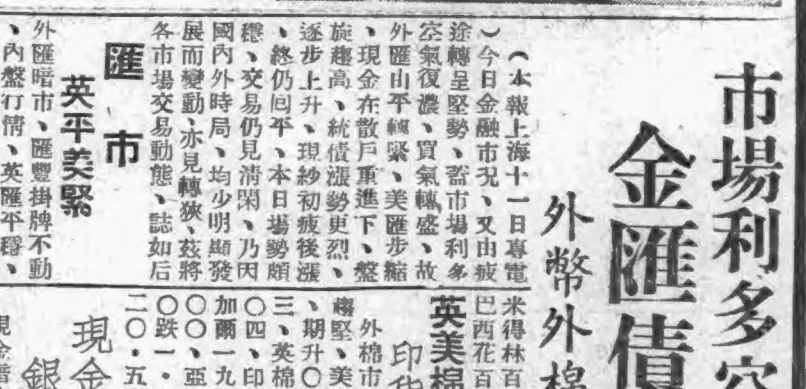 市場利多
金匯債
外幣外棉
（本報上海十一日專電
）今日金融市况、又由疲
途轉呈堅勢、蓋市場利多
空氣復濃、買氣轉盛、故
外匯由平轉緊、美匯步縮
、現金在散戶重進下、盤
旋趨高、統債漲勢更烈、
逐步上升、現紗初疲後漲
、終仍囘平、本日場勢頗
穩、交易仍見清閑、乃因
國內外時局、均少明顯發
展而變動、亦見轉狹、茲將
各市場交易動態、誌如后
匯市
英平美緊
外匯暗市、匯豐掛牌不動
、內盤行情、英匯平穩、
米得林百
巴西花百
英美棉
印
外棉市
趨堅、美
、期升〇
三、英棉
〇四、印
加爾一九
〇〇、亞
〇跌一·
二〇·五
現金
銀
現金